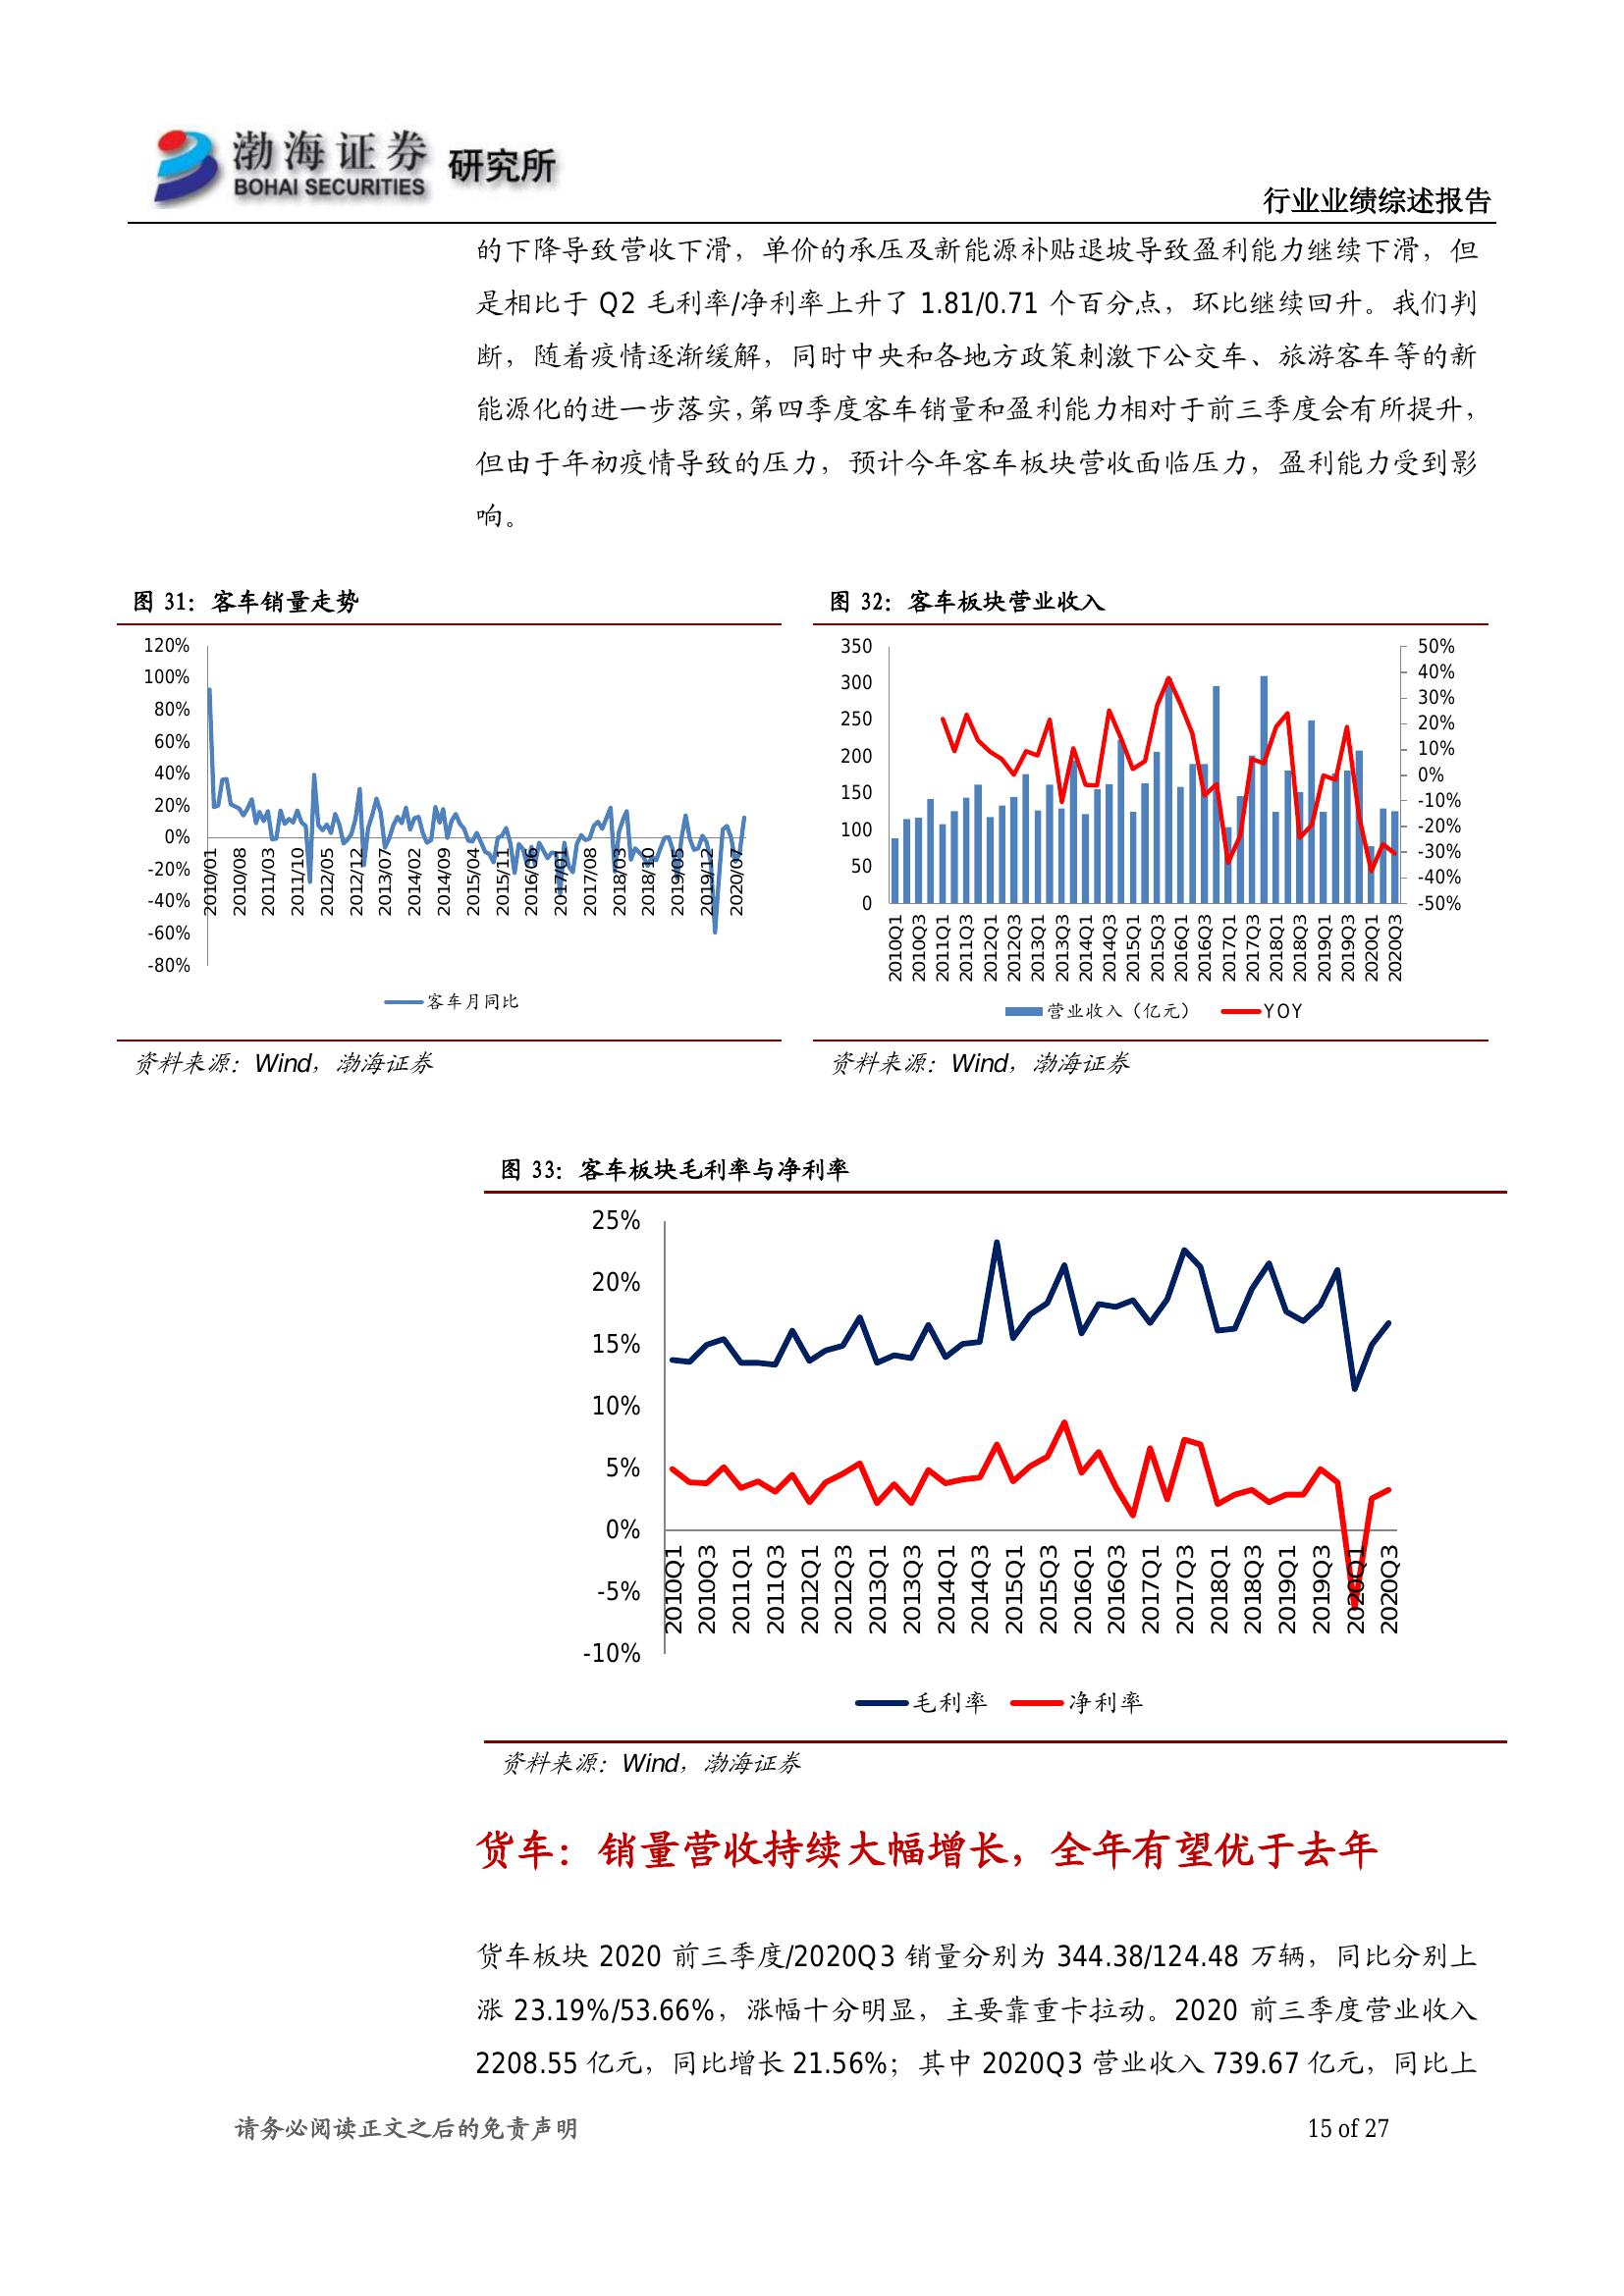 渤海证券 研究所
BOHAI SECURITIES
行业业绩综述报告
的下降导致营收下滑，单价的承压及新能源补贴退坡导致盈利能力继续下滑，但
是相比于 Q2 毛利率/净利率上升了 1.81/0.71 个百分点，环比继续回升。我们判
断，随着疫情逐渐缓解，同时中央和各地方政策刺激下公交车、旅游客车等的新
能源化的进一步落实，第四季度客车销量和盈利能力相对于前三季度会有所提升，
但由于年初疫情导致的压力，预计今年客车板块营收面临压力，盈利能力受到影
响。
图 31：客车销量走势
120%
100%
80%
60%
40%
20%
0%
-20%
-40%
-60%
-80%
2010/01
2010/08
2011/03
2011/10
2012/05
2012/12
2013/07
2014/02
2014/09
2015/04
2015/11
2016/06
2017/01
2017/08
2018/03
2018/10
2019/05
2019/12
2020/07
客车月同比
资料来源：Wind，渤海证券
图 32：客车板块营业收入
350
300
250
200
150
100
50
0
50%
40%
30%
20%
10%
0%
-10%
-20%
-30%
-40%
-50%
2010Q1
2010Q3
2011Q1
2011Q3
2012Q1
2012Q3
2013Q1
2013Q3
2014Q1
2014Q3
2015Q1
2015Q3
2016Q1
2016Q3
2017Q1
2017Q3
2018Q1
2018Q3
2019Q1
2019Q3
2020Q1
2020Q3
营业收入（亿元） YOY
资料来源：Wind，渤海证券
图 33：客车板块毛利率与净利率
25%
20%
15%
10%
5%
0%
-5%
-10%
2010Q1
2010Q3
2011Q1
2011Q3
2012Q1
2012Q3
2013Q1
2013Q3
2014Q1
2014Q3
2015Q1
2015Q3
2016Q1
2016Q3
2017Q1
2017Q3
2018Q1
2018Q3
2019Q1
2019Q3
2020Q1
2020Q3
毛利率 净利率
资料来源：Wind，渤海证券
货车：销量营收持续大幅增长，全年有望优于去年
货车板块 2020 前三季度/2020Q3 销量分别为 344.38/124.48 万辆，同比分别上
涨 23.19%/53.66%，涨幅十分明显，主要靠重卡拉动。2020 前三季度营业收入
2208.55 亿元，同比增长 21.56%；其中 2020Q3 营业收入 739.67 亿元，同比上
请务必阅读正文之后的免责声明
15 of 27